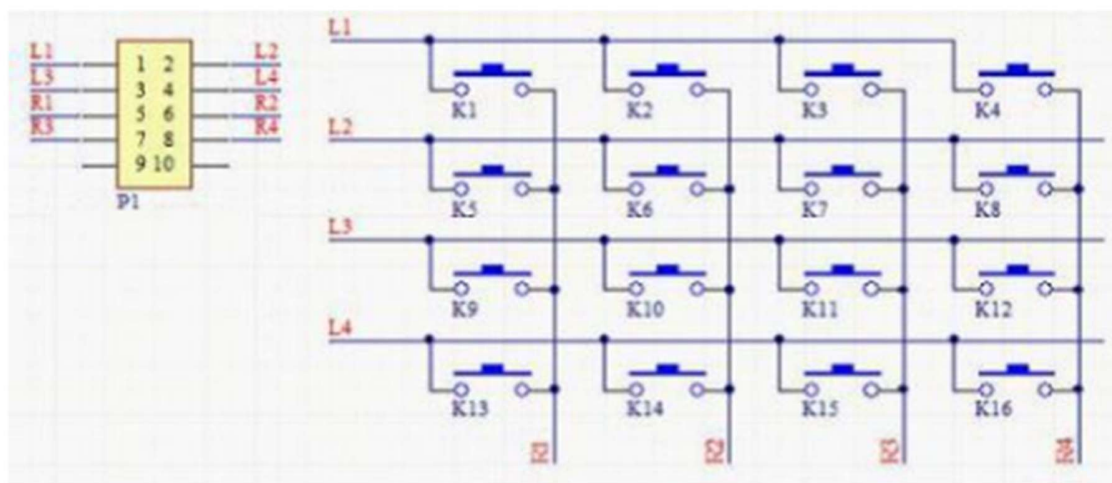 L1 1 2 L2
L3 3 4 L4
R1 5 6 R2
R3 7 8 R4
9 10
P1
L1
K1 K2 K3 K4
L2
K5 K6 K7 K8
L3
K9 K10 K11 K12
L4
K13 K14 K15 K16
R1 R2 R3 R4